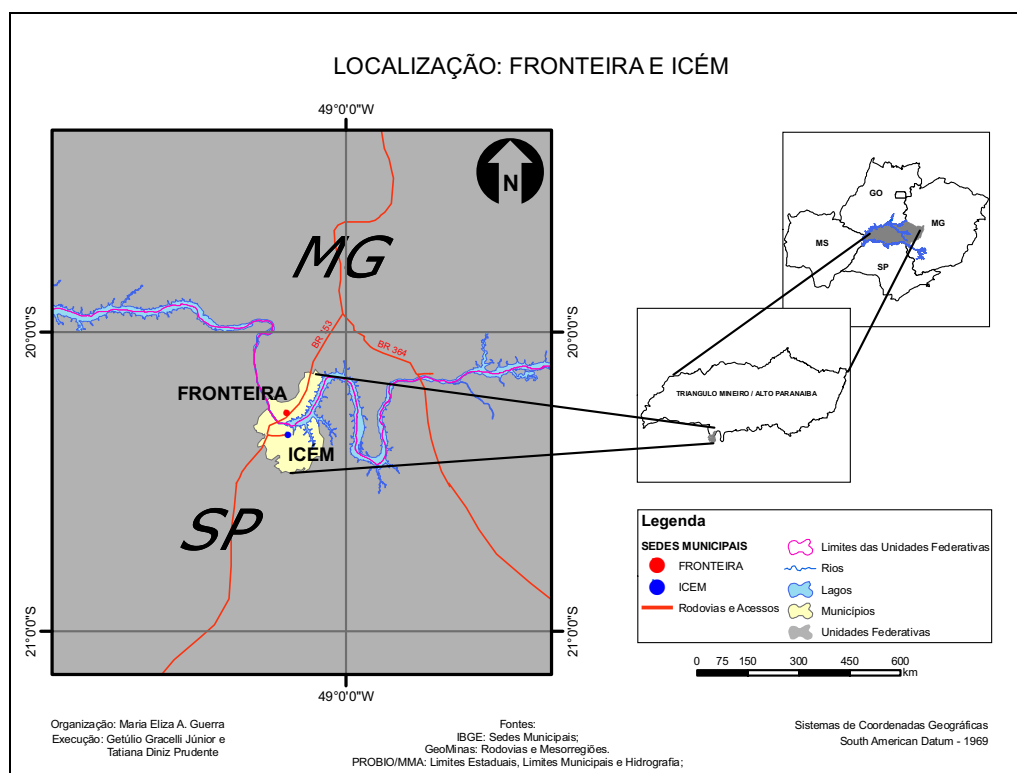 LOCALIZAÇÃO: FRONTEIRA E ICÉM
49°0'0"W
N
MG
20°0'0"S
20°0'0"S
BR 153
BR 364
FRONTEIRA
ICÉM
SP
21°0'0"S
21°0'0"S
49°0'0"W
GO
MG
MS
SP
TRIANGULO MINEIRO / ALTO PARANAIBA
Legenda
SEDES MUNICIPAIS
FRONTEIRA
ICEM
Rodovias e Acessos
Limites das Unidades Federativas
Rios
Lagos
Municípios
Unidades Federativas
0 75 150 300 450 600
km
Organização: Maria Eliza A. Guerra
Execução: Getúlio Gracelli Júnior e
Tatiana Diniz Prudente
Fontes:
IBGE: Sedes Municipais;
GeoMinas: Rodovias e Mesorregiões.
PROBIO/MMA: Limites Estaduais, Limites Municipais e Hidrografia;
Sistemas de Coordenadas Geográficas
South American Datum - 1969